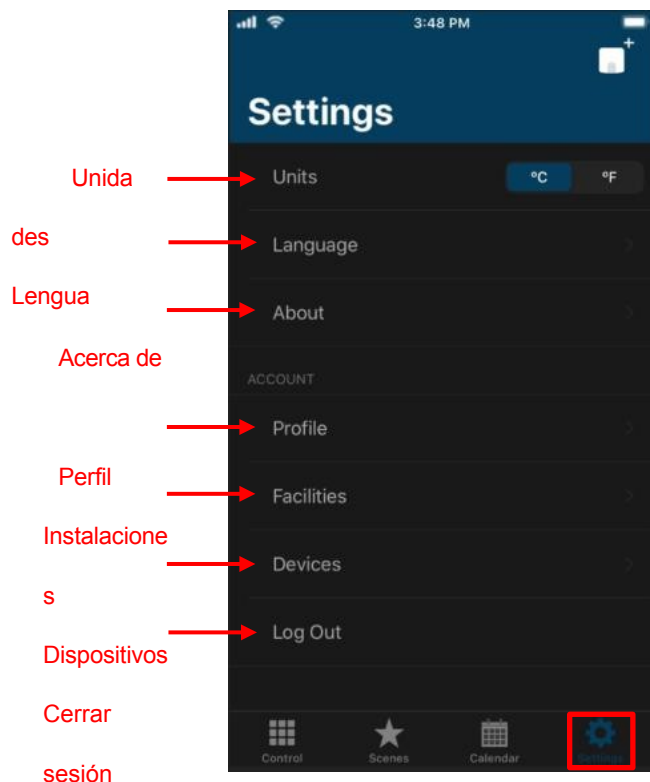 3:48 PM
+
Settings
Unida
Units
°C
°F
des
Language
Lengua
About
Acerca de
ACCOUNT
Profile
Perfil
Facilities
Instalacione
Devices
s
Log Out
Dispositivos
Cerrar
sesión
Control
Scenes
Calendar
Settings